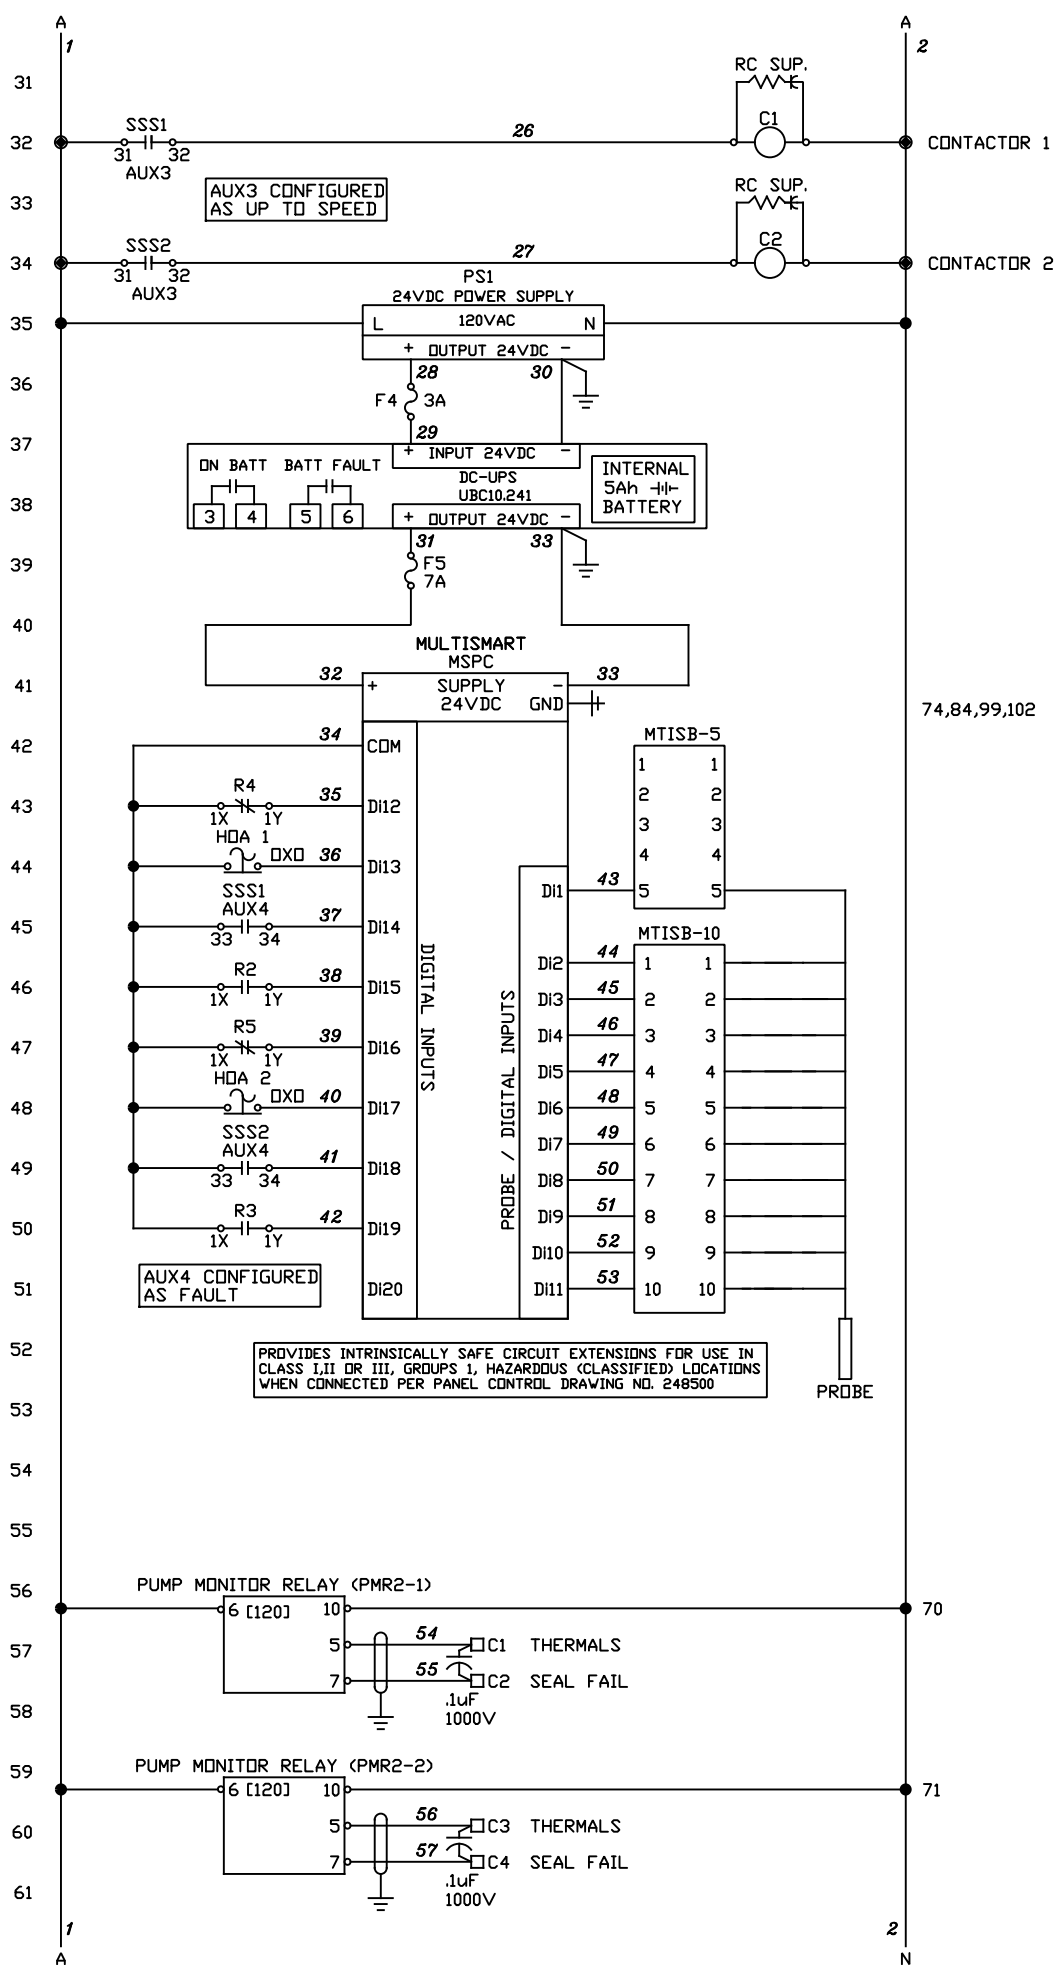 A A
1 2
31 RC SUP.
SSS1 26 C1
32 31 32 CONTACTOR 1
AUX3
33 AUX3 CONFIGURED RC SUP.
AS UP TO SPEED
SSS2 27 C2
34 31 32 CONTACTOR 2
AUX3
PS1
24VDC POWER SUPPLY
35 L 120VAC N
+ OUTPUT 24VDC -
28 30
36 F4 3A
29
37 + INPUT 24VDC -
ON BATT BATT FAULT
DC-UPS
UBC10.241
INTERNAL
5Ah
BATTERY
38 3 4 5 6 + OUTPUT 24VDC -
31 33
39 F5
7A
40
MULTISMART
MSPC
32 33
41 + SUPPLY -
24VDC GND
74,84,99,102
34 MTISB-5
42 COM
1 1
R4 35 2 2
43 1X 1Y Di12
3 3
HOA 1 OXO 36 4 4
44 Di13
Di1 43 5 5
SSS1
AUX4 37
45 33 34 Di14
MTISB-10
DIGITAL INPUTS
PROBE / DIGITAL INPUTS
Di2 44 1 1
R2 38
46 1X 1Y Di15
Di3 45 2 2
Di4 46 3 3
R5 39
47 1X 1Y Di16
Di5 47 4 4
HOA 2 OXO 40
48 Di17
Di6 48 5 5
Di7 49 6 6
SSS2
AUX4 41
49 33 34 Di18
Di8 50 7 7
Di9 51 8 8
R3 42
50 1X 1Y Di19
Di10 52 9 9
AUX4 CONFIGURED
AS FAULT
51 Di20
Di11 53 10 10
52 PROVIDES INTRINSICALLY SAFE CIRCUIT EXTENSIONS FOR USE IN
CLASS I,II OR III, GROUPS 1, HAZARDOUS (CLASSIFIED) LOCATIONS
WHEN CONNECTED PER PANEL CONTROL DRAWING NO. 248500
PROBE
53
54
55
56 PUMP MONITOR RELAY (PMR2-1)
6 [120] 10 70
57 5 54 C1 THERMALS
7 55 C2 SEAL FAIL
58 .1uF
1000V
59 PUMP MONITOR RELAY (PMR2-2)
6 [120] 10 71
60 5 56 C3 THERMALS
7 57 C4 SEAL FAIL
61 .1uF
1000V
1 2
A N